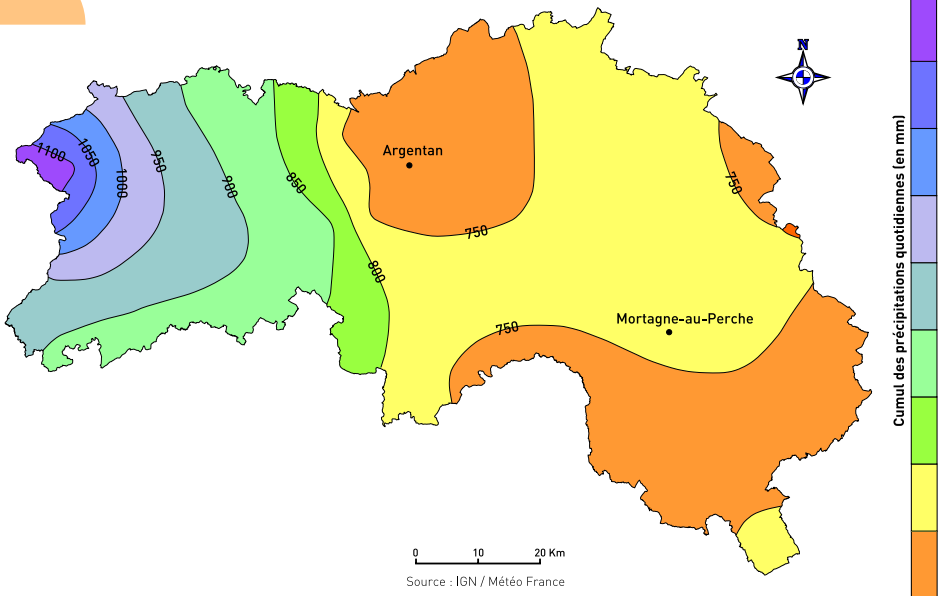 N
1100
1050
1000
950
900
850
800
750
750
750
Argentan
Mortagne-au-Perche
Cumul des précipitations quotidiennes (en mm)
0 10 20 Km
Source : IGN / Météo France